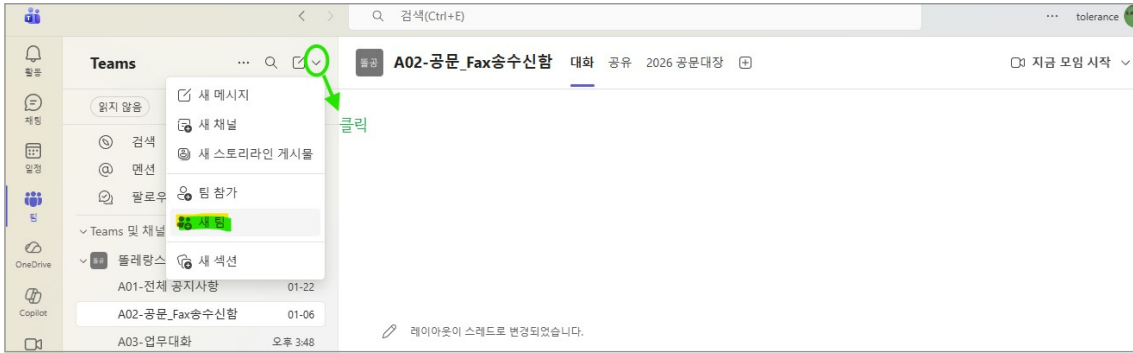 검색(Ctrl+E)
tolerance
활동
채팅
일정
팀
OneDrive
Copilot
Teams
읽지 않음
검색
멘션
팔로우
Teams 및 채널
똘레랑스
A01-전체 공지사항 01-22
A02-공문_Fax송수신함 01-06
A03-업무대화 오후 3:48
새 메시지
새 채널
새 스토리라인 게시물
팀 참가
새 팀
새 섹션
클릭
똘공 A02-공문_Fax송수신함 대화 공유 2026 공문대장
지금 모임 시작
레이아웃이 스레드로 변경되었습니다.